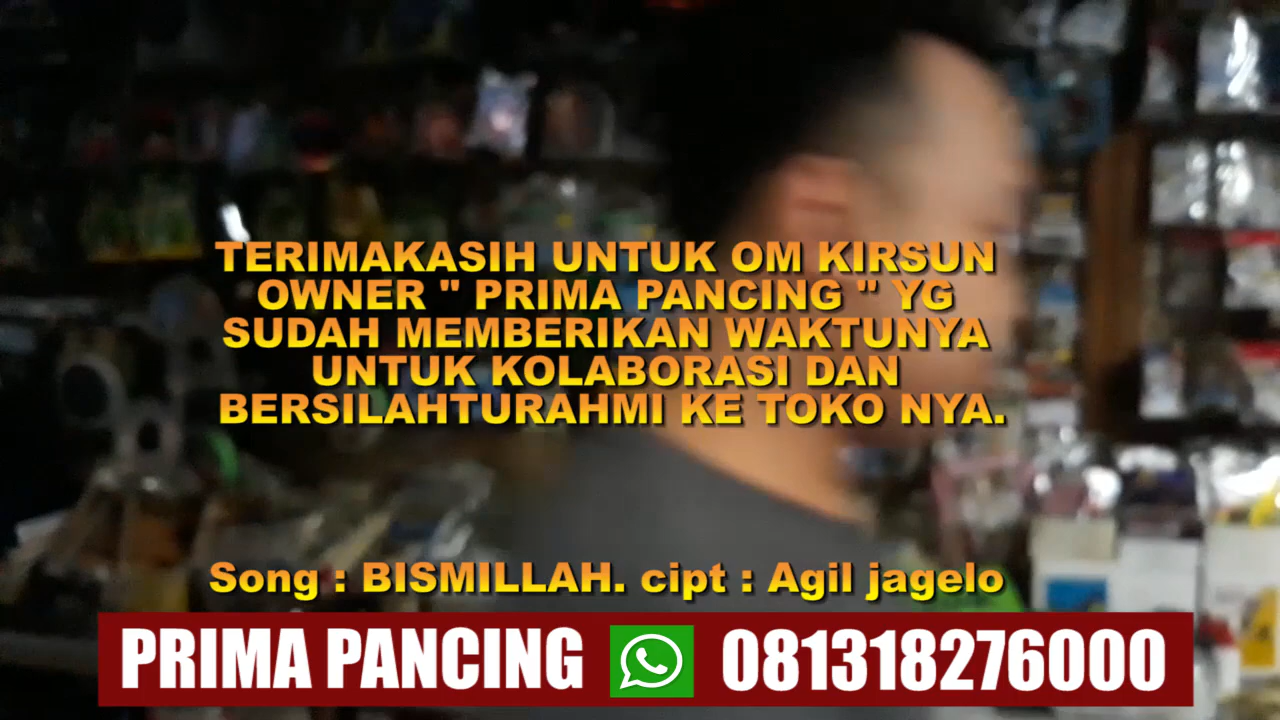 TERIMAKASIH UNTUK OM KIRSUN
OWNER " PRIMA PANCING " YG
SUDAH MEMBERIKAN WAKTUNYA
UNTUK KOLABORASI DAN
BERSILAHTURAHMI KE TOKO NYA.
Song : BISMILLAH. cipt : Agil jagelo
PRIMA PANCING 081318276000